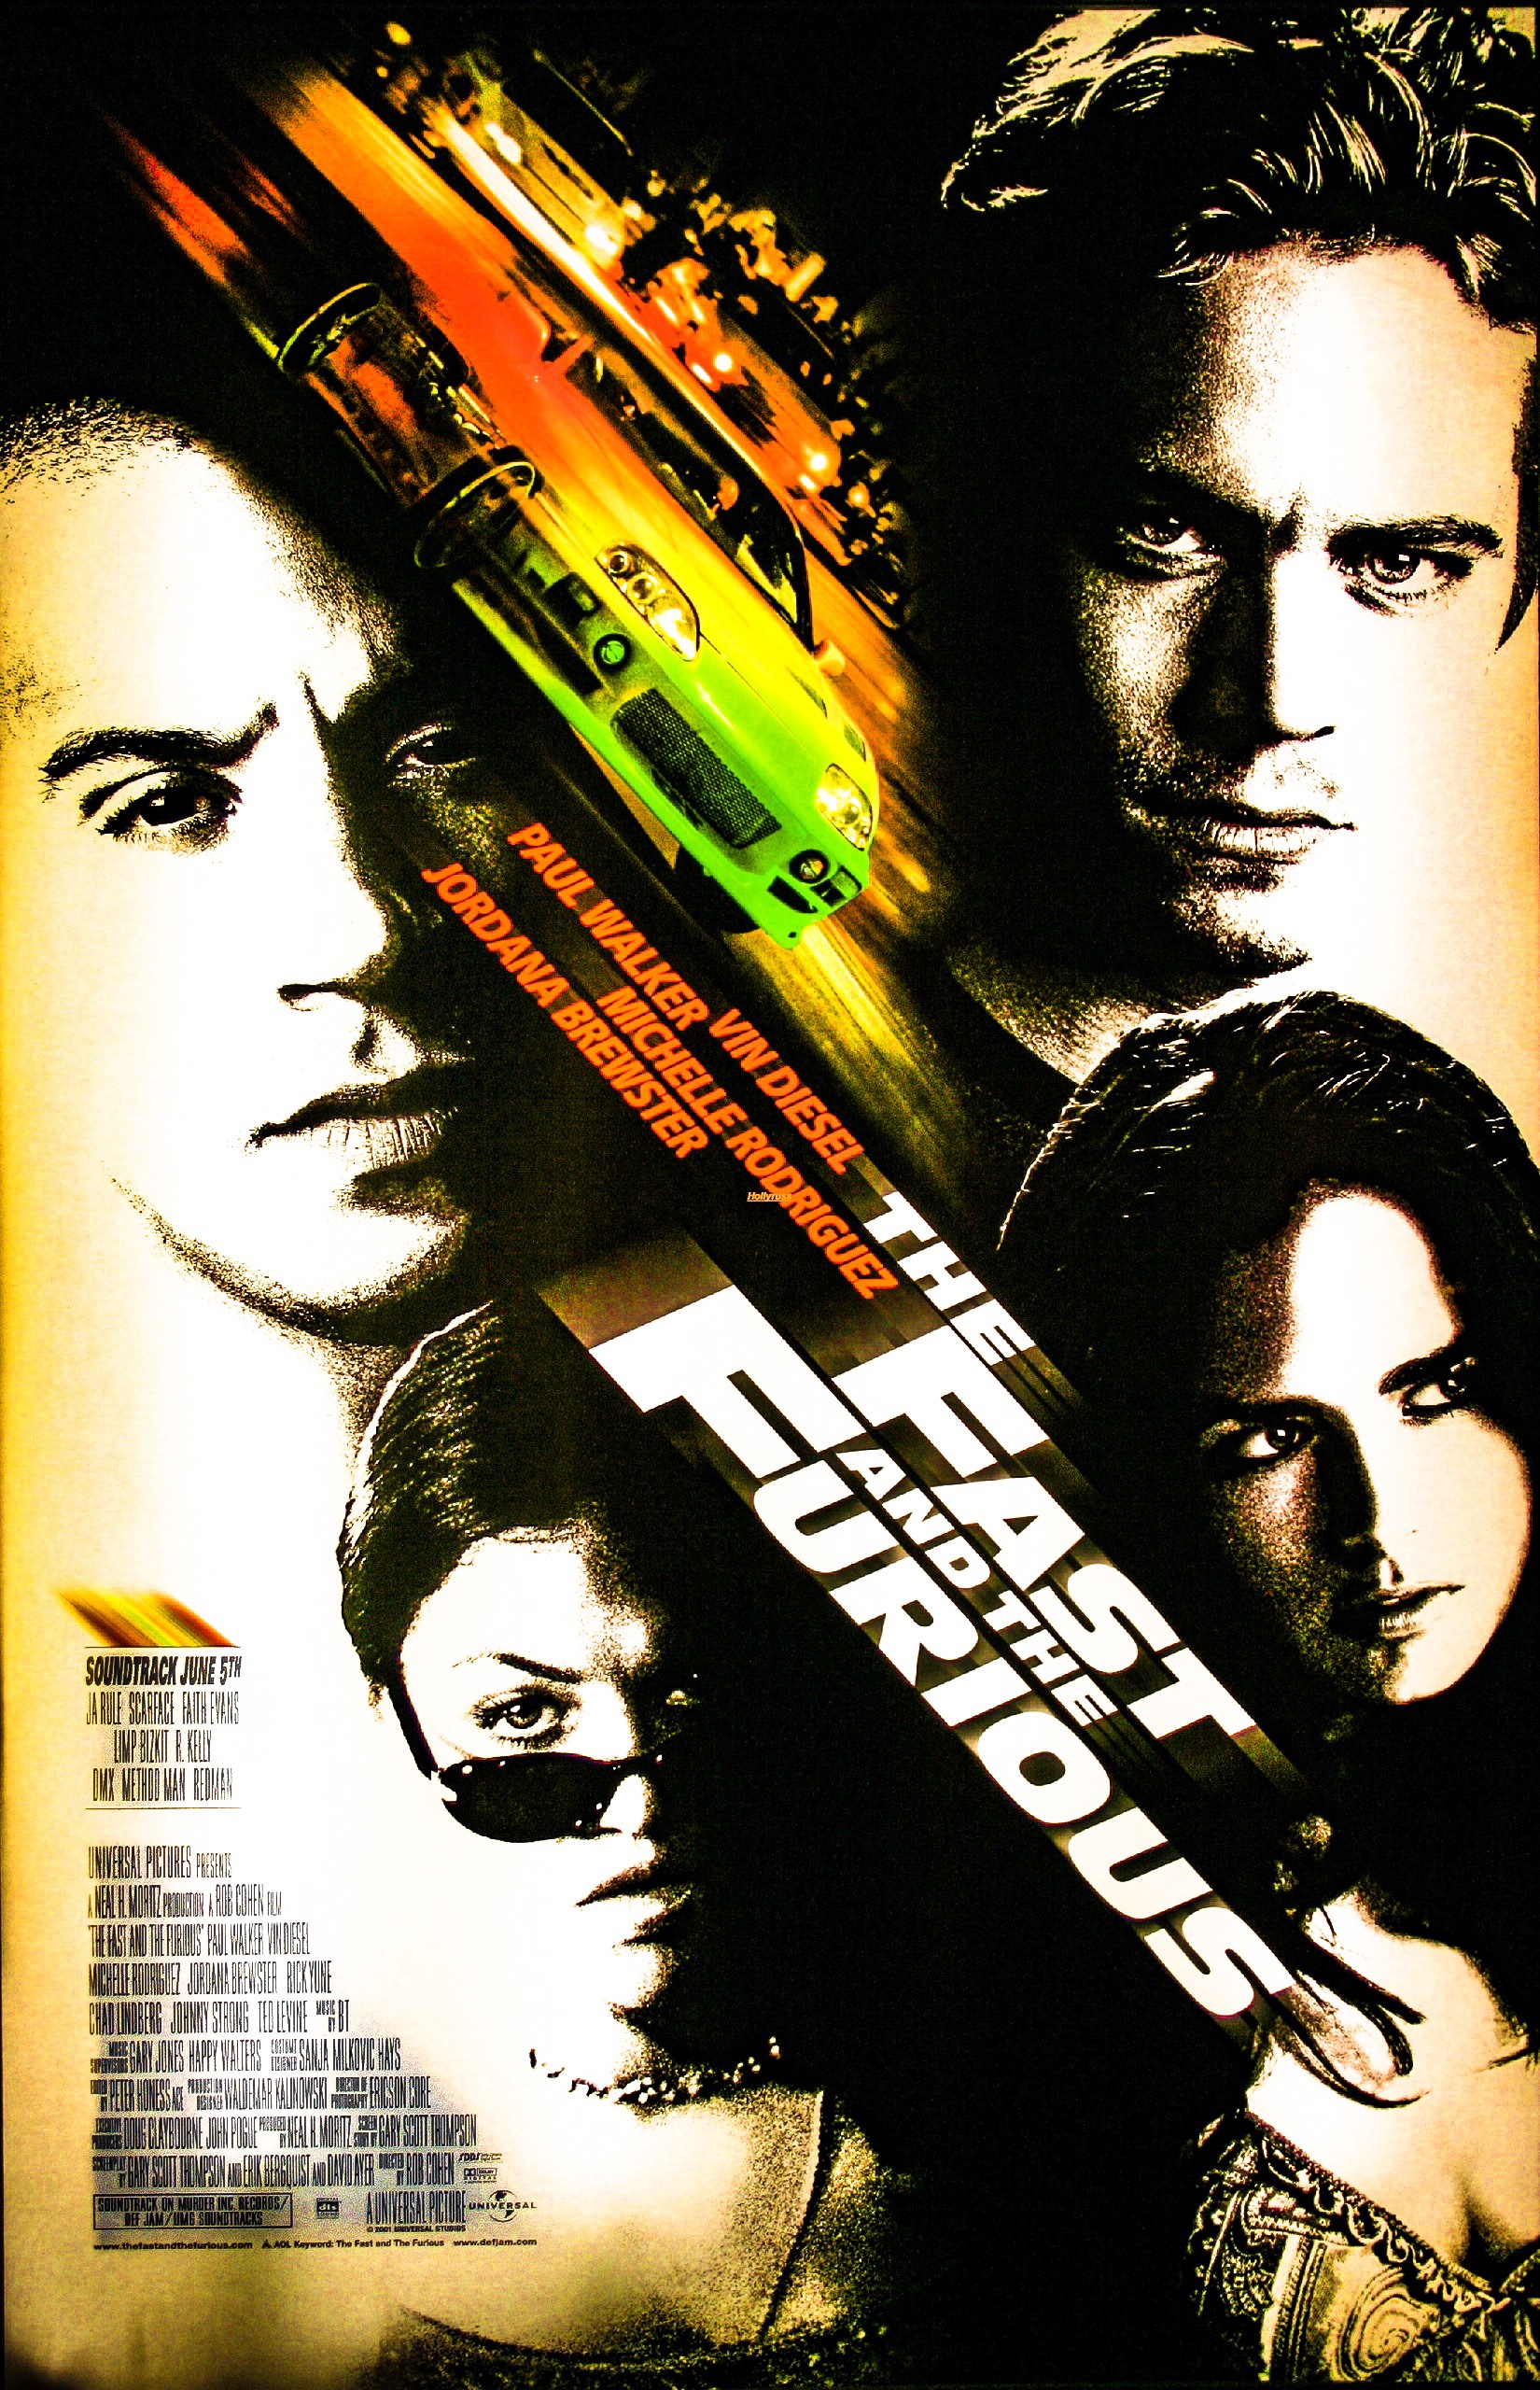 PAUL WALKER VIN DIESEL
MICHELLE RODRIGUEZ
JORDANA BREWSTER
Hollyrus
THE
FAST
AND THE
FURIOUS
SOUNDTRACK JUNE 5TH
JA RULE SCARFACE FAITH EVANS
LIMP BIZKIT R. KELLY
DMX METHOD MAN REDMAN
UNIVERSAL PICTURES PRESENTS
A NEAL H. MORITZ PRODUCTION A ROB COHEN FILM
'THE FAST AND THE FURIOUS' PAUL WALKER VIN DIESEL
MICHELLE RODRIGUEZ JORDANA BREWSTER RICK YUNE
CHAD LINDBERG JOHNNY STRONG TED LEVINE MUSIC BY BT
MUSIC SUPERVISORS GARY JONES HAPPY WALTERS COSTUME DESIGNER SANJA MILKOVIC HAYS
EDITED BY PETER HONESS ACE PRODUCTION DESIGNER WALDEMAR KALINOWSKI DIRECTOR OF PHOTOGRAPHY ERICSON CORE
EXECUTIVE PRODUCERS DOUG CLAYBOURNE JOHN POGUE PRODUCED BY NEAL H. MORITZ SCREEN STORY BY GARY SCOTT THOMPSON
SCREENPLAY BY GARY SCOTT THOMPSON AND ERIK BERGQUIST AND DAVID AYER DIRECTED BY ROB COHEN SDDS DOLBY DIGITAL
SOUNDTRACK ON MURDER INC. RECORDS/
DEF JAM/UMG SOUNDTRACKS
dts
A UNIVERSAL PICTURE
© 2001 UNIVERSAL STUDIOS
UNIVERSAL
www.thefastandthefurious.com AOL Keyword: The Fast and The Furious www.defjam.com